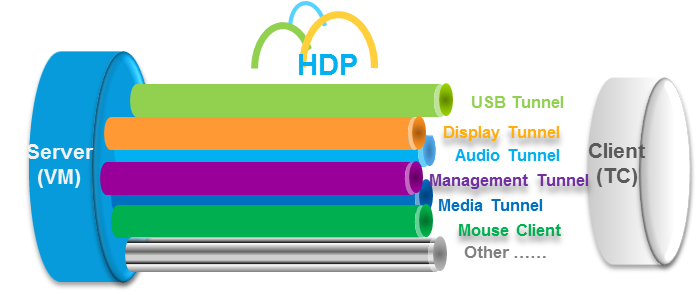 HDP
USB Tunnel
Display Tunnel
Audio Tunnel
Server
(VM)
Client
(TC)
Management Tunnel
Media Tunnel
Mouse Client
Other ……